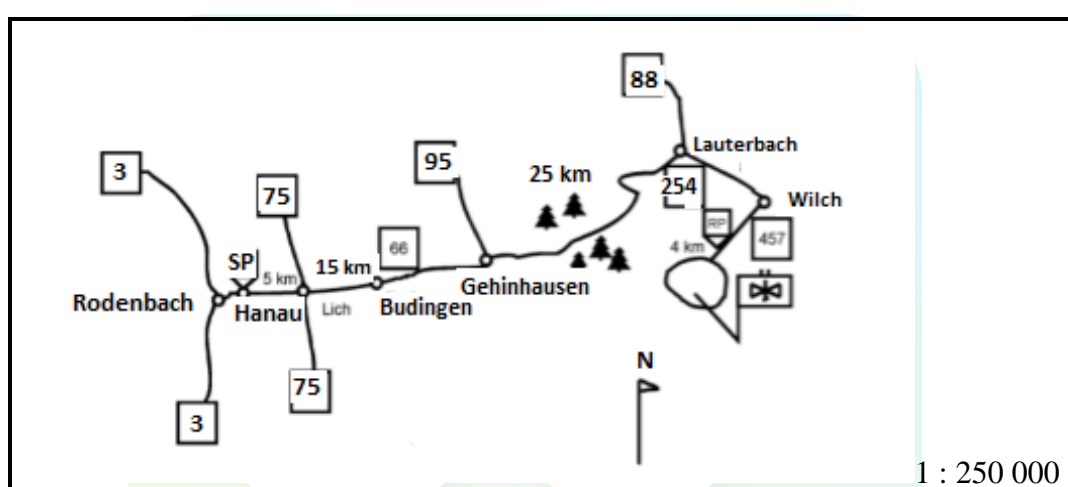 88
Lauterbach
95
3
25 km
254
75
Wilch
RP
66
457
SP
4 km
15 km
5 km
Gehinhausen
Rodenbach
Hanau
Lich
Budingen
N
75
3
1 : 250 000